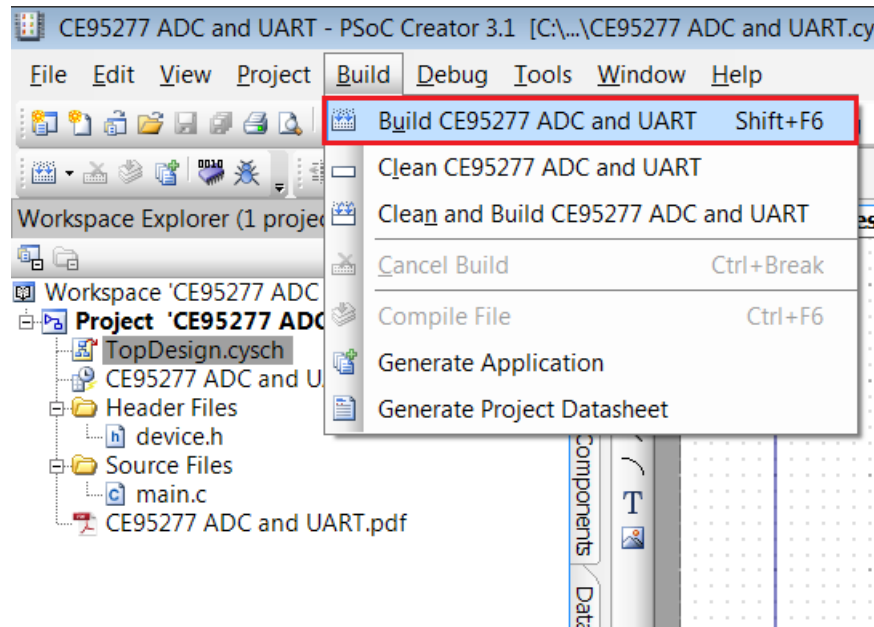 CE95277 ADC and UART - PSoC Creator 3.1 [C:\...\CE95277 ADC and UART.cy
File Edit View Project Build Debug Tools Window Help
Build CE95277 ADC and UART Shift+F6
Clean CE95277 ADC and UART
Workspace Explorer (1 projec
Clean and Build CE95277 ADC and UART
es
Cancel Build Ctrl+Break
Workspace 'CE95277 ADC
Project 'CE95277 ADC
Compile File Ctrl+F6
TopDesign.cysch
Generate Application
CE95277 ADC and U
Header Files
Generate Project Datasheet
device.h
Source Files
main.c
CE95277 ADC and UART.pdf
Components
T
Data